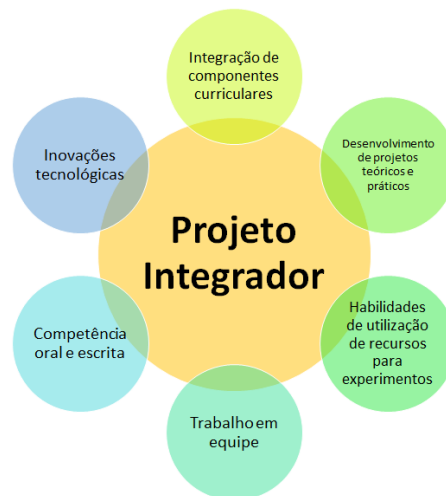 Integração de
componentes
curriculares
Inovações
tecnológicas
Desenvolvimento
de projetos
teóricos e
práticos
Projeto
Integrador
Competência
oral e escrita
Habilidades
de utilização
de recursos
para
experimentos
Trabalho em
equipe